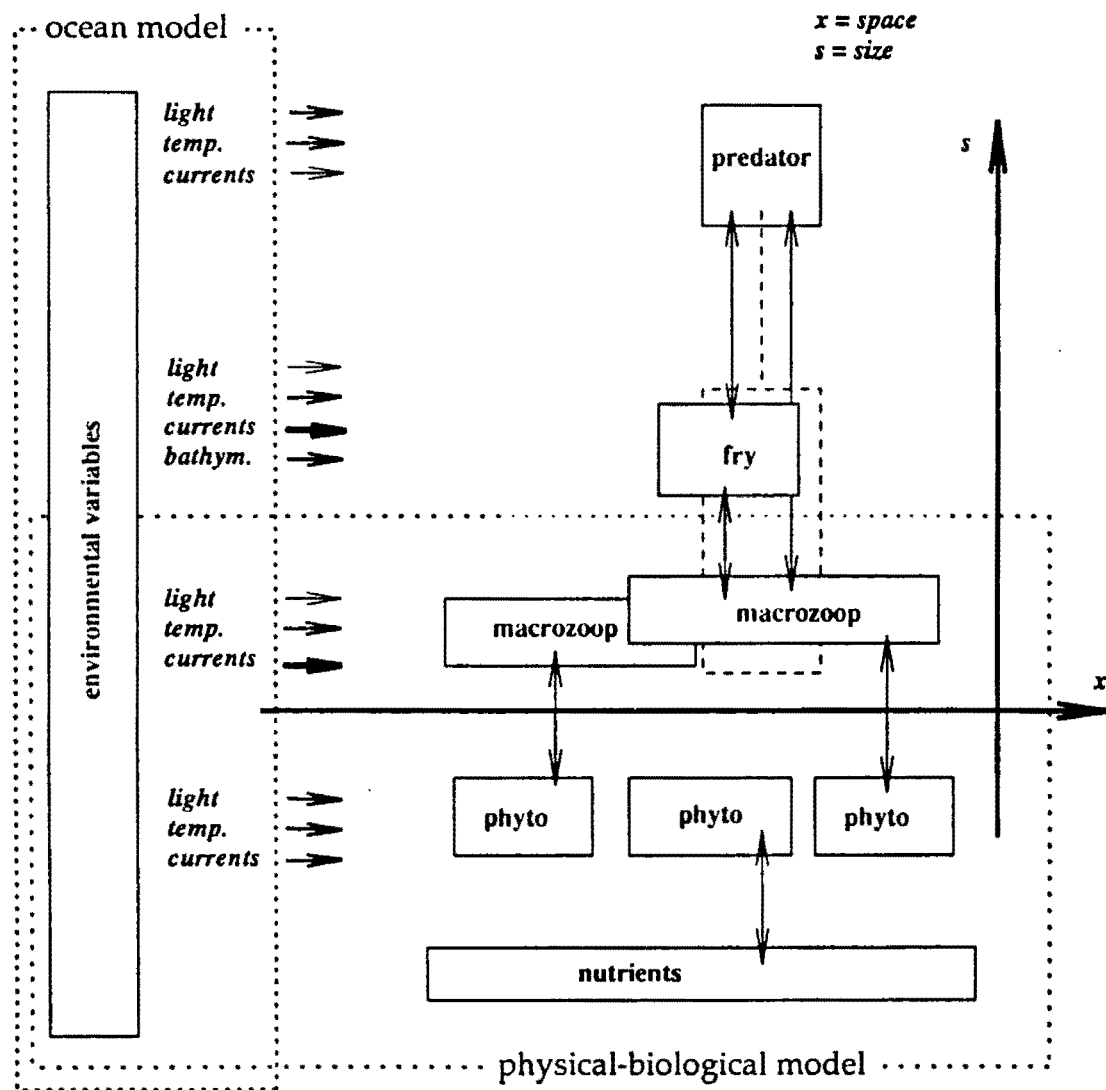 ocean model
x = space
s = size
light
temp.
currents
predator
s
light
temp.
currents
bathym.
fry
environmental variables
light
temp.
currents
macrozoop
macrozoop
x
light
temp.
currents
phyto
phyto
phyto
nutrients
physical-biological model